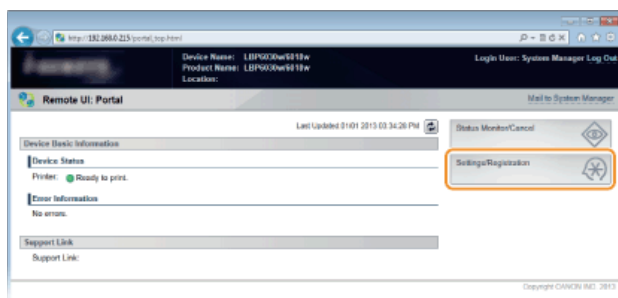 http://192.168.0.215/portal_top.html
Device Name: LBP6030w/6018w
Product Name: LBP6030w/6018w
Location:
Login User: System Manager Log Out
Remote UI: Portal
Mail to System Manager
Last Updated 01/01 2013 03:34:26 PM
Device Basic Information
Device Status
Printer: Ready to print.
Error Information
No errors.
Support Link
Support Link:
Status Monitor/Cancel
Settings/Registration
Copyright CANON INC. 2013